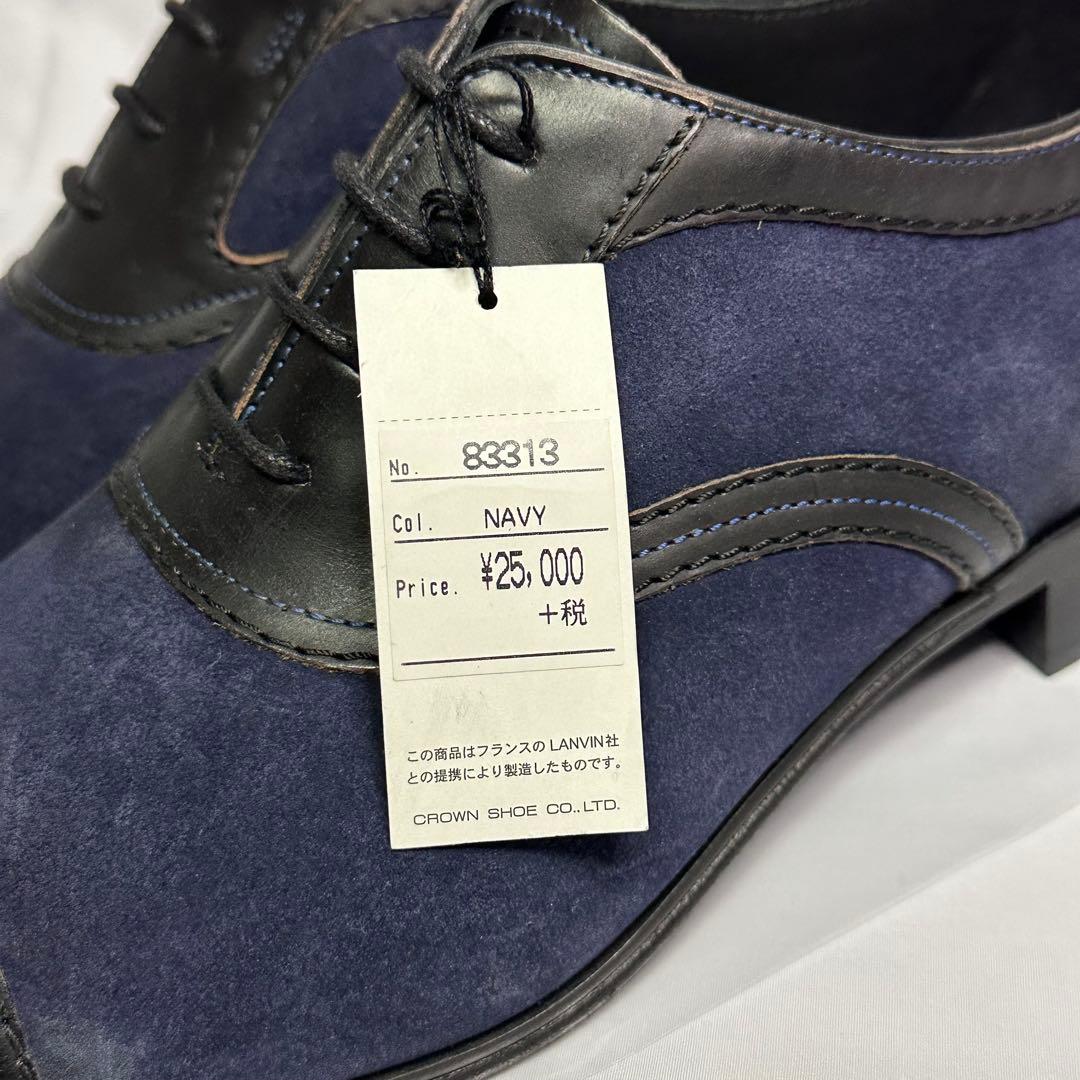 No. 83313
Col. NAVY
Price. ¥25,000
+税
この商品はフランスの LANVIN社
との提携により製造したものです。
CROWN SHOE CO.,LTD.